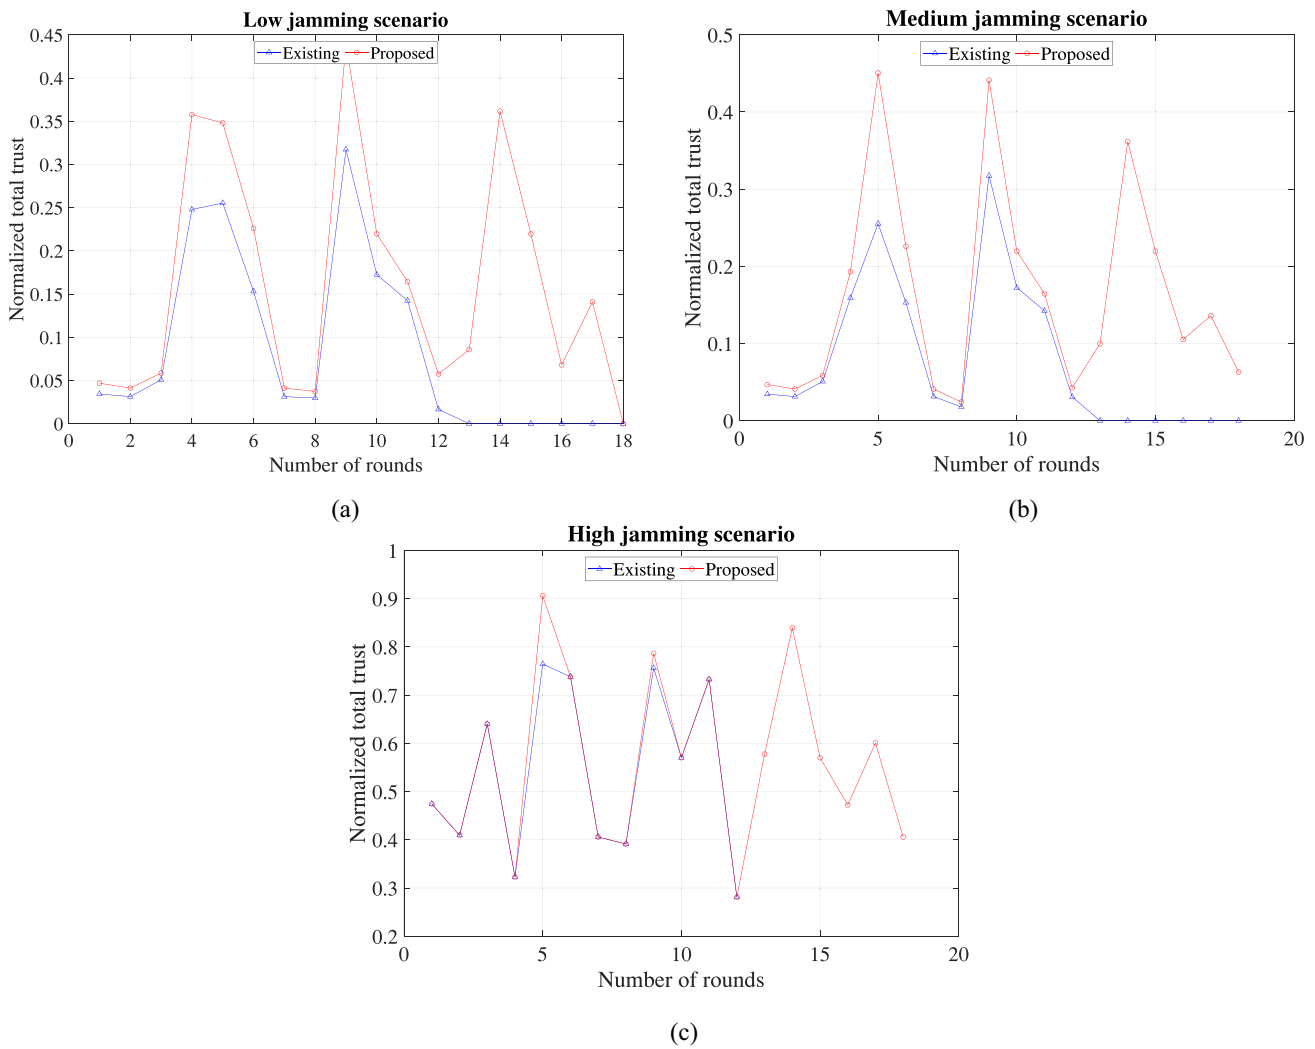 Low jamming scenario
0.45
0.4
0.35
0.3
0.25
0.2
0.15
0.1
0.05
0
Normalized total trust
Existing Proposed
0 2 4 6 8 10 12 14 16 18
Number of rounds
(a)
Medium jamming scenario
0.5
0.4
0.3
0.2
0.1
0
Normalized total trust
Existing Proposed
0 5 10 15 20
Number of rounds
(b)
High jamming scenario
1
0.9
0.8
0.7
0.6
0.5
0.4
0.3
0.2
Normalized total trust
Existing Proposed
0 5 10 15 20
Number of rounds
(c)